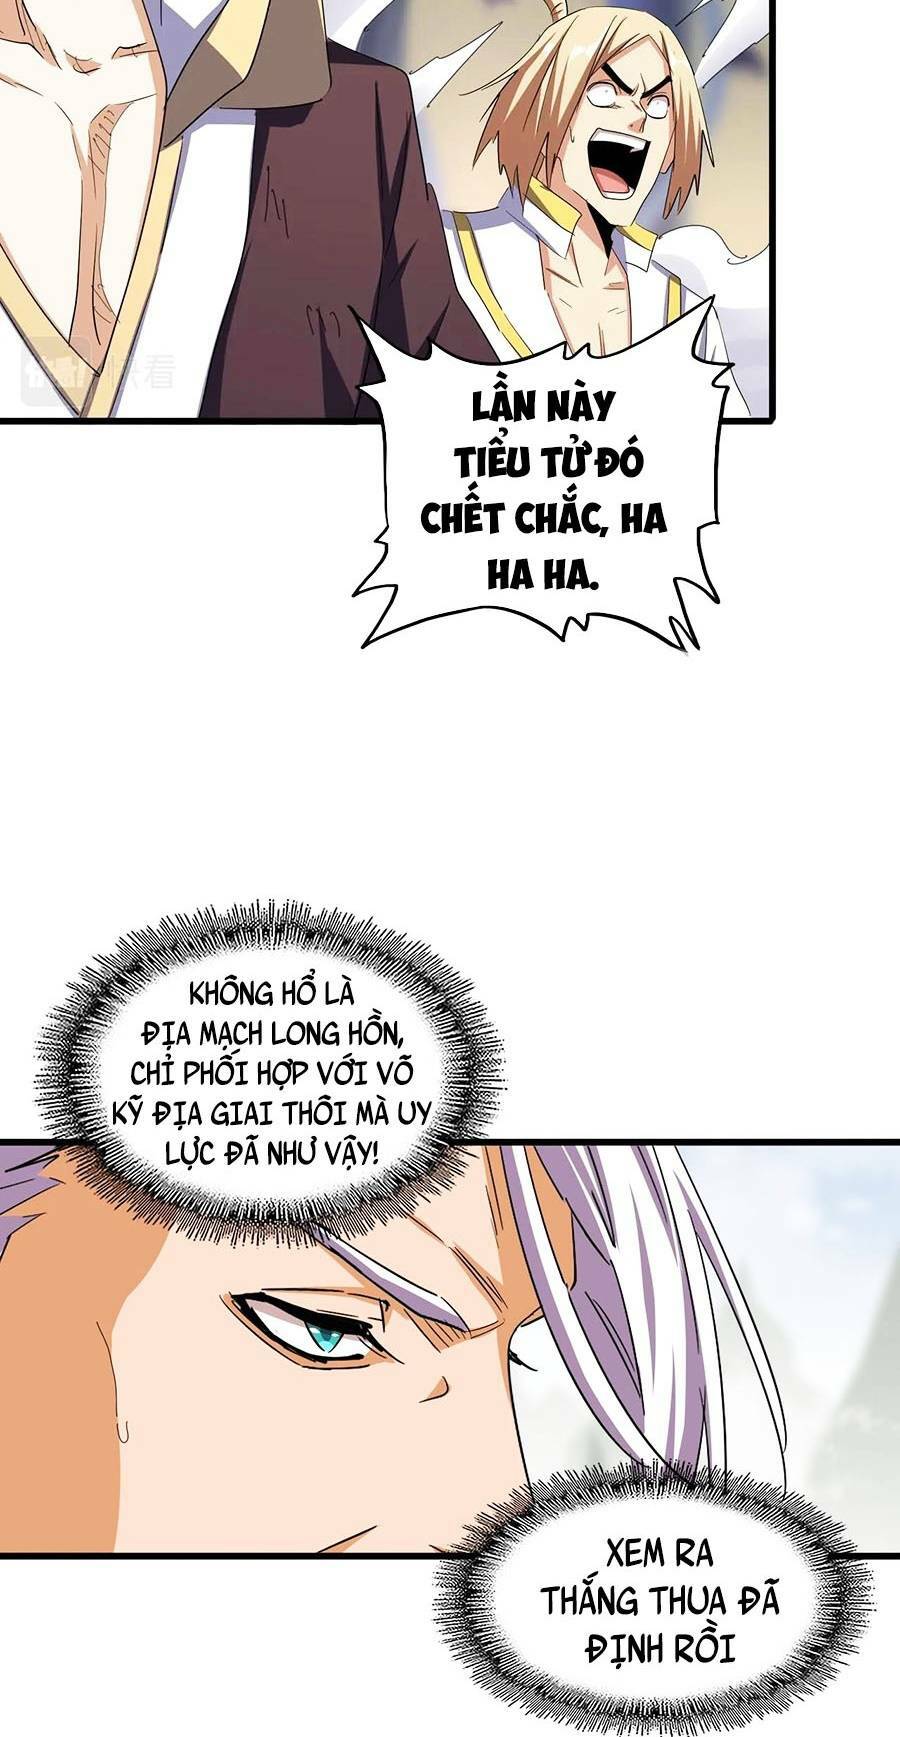 快看
LẦN NÀY
TIỂU TỬ ĐÓ
CHẾT CHẮC, HA
HA HA.
KHÔNG HỔ LÀ
ĐỊA MẠCH LONG HỒN,
CHỈ PHỐI HỢP VỚI VÕ
KỸ ĐỊA GIAI THÔI MÀ UY
LỰC ĐÃ NHƯ VẬY!
XEM RA
THẮNG THUA ĐÃ
ĐỊNH RỒI